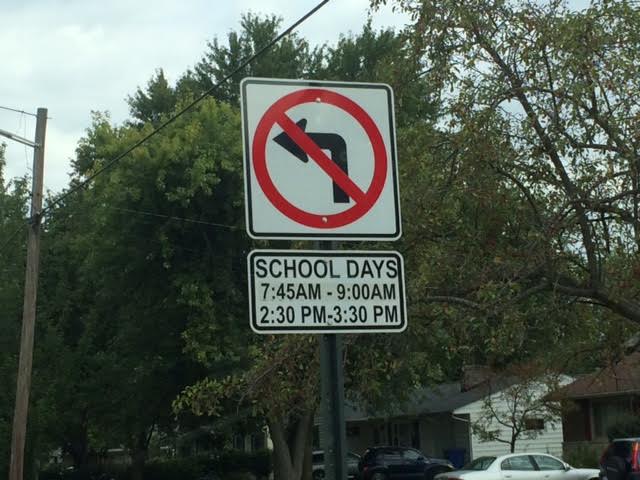 SCHOOL DAYS
7:45AM - 9:00AM
2:30 PM-3:30 PM